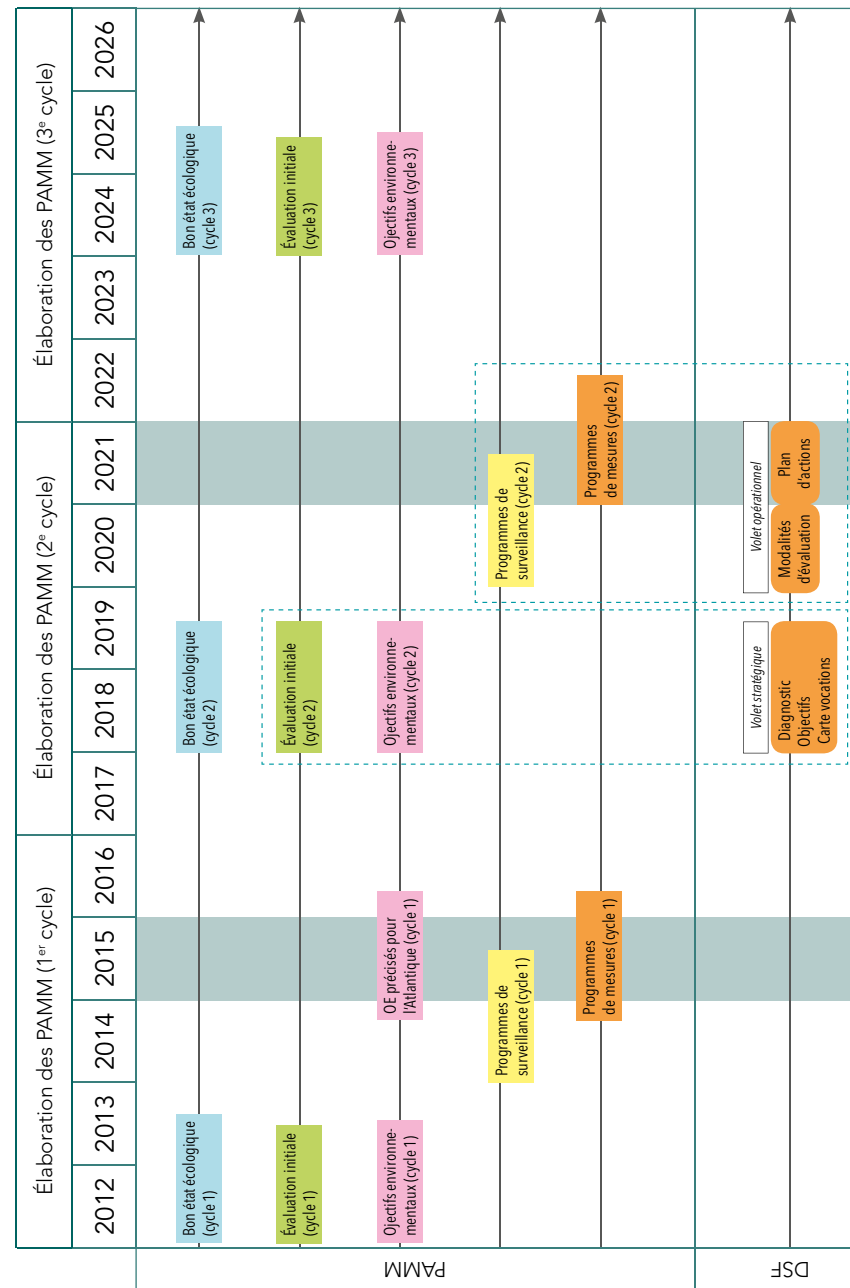 Élaboration des PAMM (1er cycle)
Élaboration des PAMM (2e cycle)
Élaboration des PAMM (3e cycle)
2012
2013
2014
2015
2016
2017
2018
2019
2020
2021
2022
2023
2024
2025
2026
PAMM
Bon état écologique
(cycle 1)
Bon état écologique
(cycle 2)
Bon état écologique
(cycle 3)
Évaluation initiale
(cycle 1)
Évaluation initiale
(cycle 2)
Évaluation initiale
(cycle 3)
Ojectifs environne-
mentaux (cycle 1)
OE précisés pour
l'Atlantique (cycle 1)
Ojectifs environne-
mentaux (cycle 2)
Ojectifs environne-
mentaux (cycle 3)
Programmes de
surveillance (cycle 1)
Programmes de
surveillance (cycle 2)
Programmes
de mesures (cycle 1)
Programmes
de mesures (cycle 2)
DSF
Volet stratégique
Diagnostic
Objectifs
Carte vocations
Volet opérationnel
Modalités
d'évaluation
Plan
d'actions